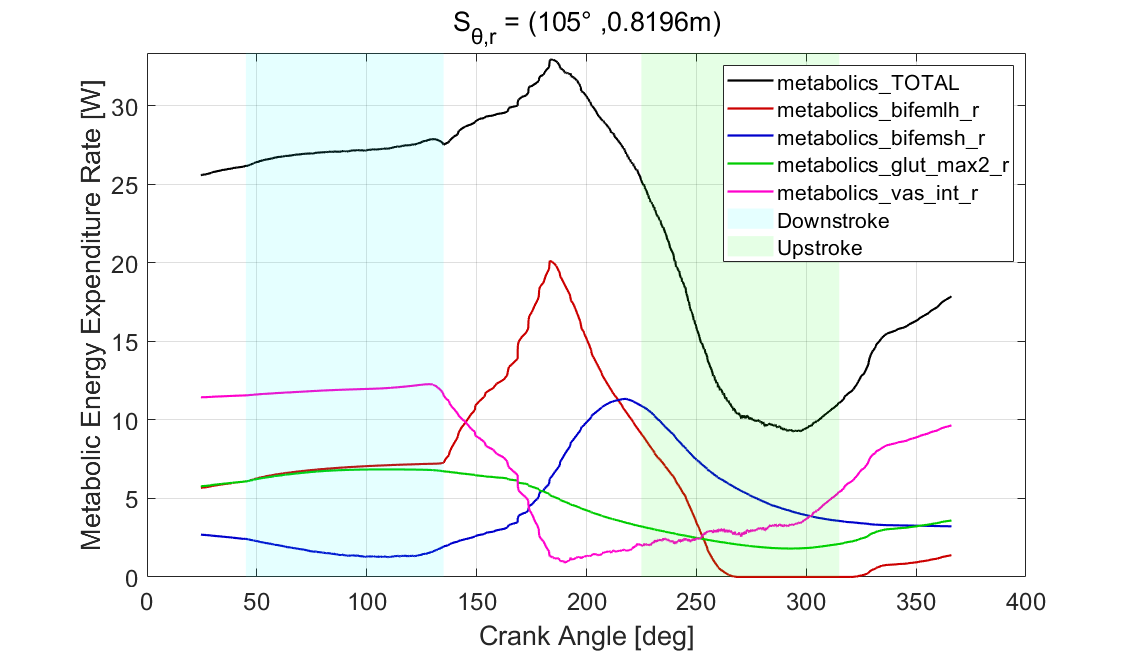 Sθ,r = (105° ,0.8196m)
Metabolic Energy Expenditure Rate [W]
30
25
20
15
10
5
0
metabolics_TOTAL
metabolics_bifemlh_r
metabolics_bifemsh_r
metabolics_glut_max2_r
metabolics_vas_int_r
Downstroke
Upstroke
0 50 100 150 200 250 300 350 400
Crank Angle [deg]